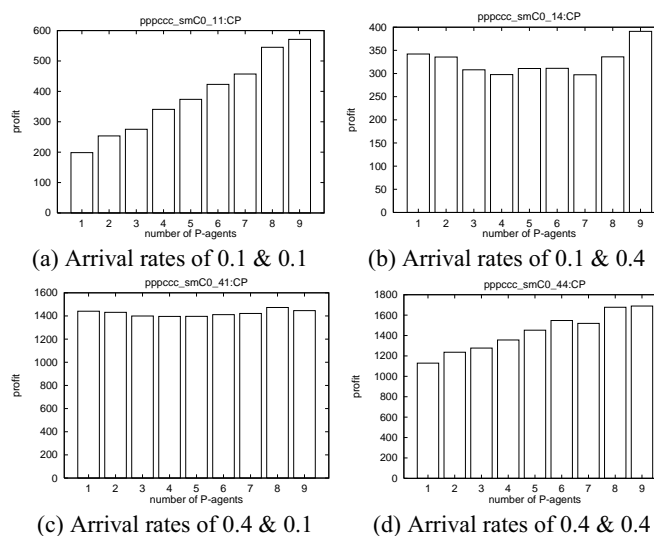 pppccc_smC0_11:CP
600
500
400
300
200
100
0
profit
1 2 3 4 5 6 7 8 9
number of P-agents
(a) Arrival rates of 0.1 & 0.1
pppccc_smC0_14:CP
400
350
300
250
200
150
100
50
0
profit
1 2 3 4 5 6 7 8 9
number of P-agents
(b) Arrival rates of 0.1 & 0.4
pppccc_smC0_41:CP
1600
1400
1200
1000
800
600
400
200
0
profit
1 2 3 4 5 6 7 8 9
number of P-agents
(c) Arrival rates of 0.4 & 0.1
pppccc_smC0_44:CP
1800
1600
1400
1200
1000
800
600
400
200
0
profit
1 2 3 4 5 6 7 8 9
number of P-agents
(d) Arrival rates of 0.4 & 0.4